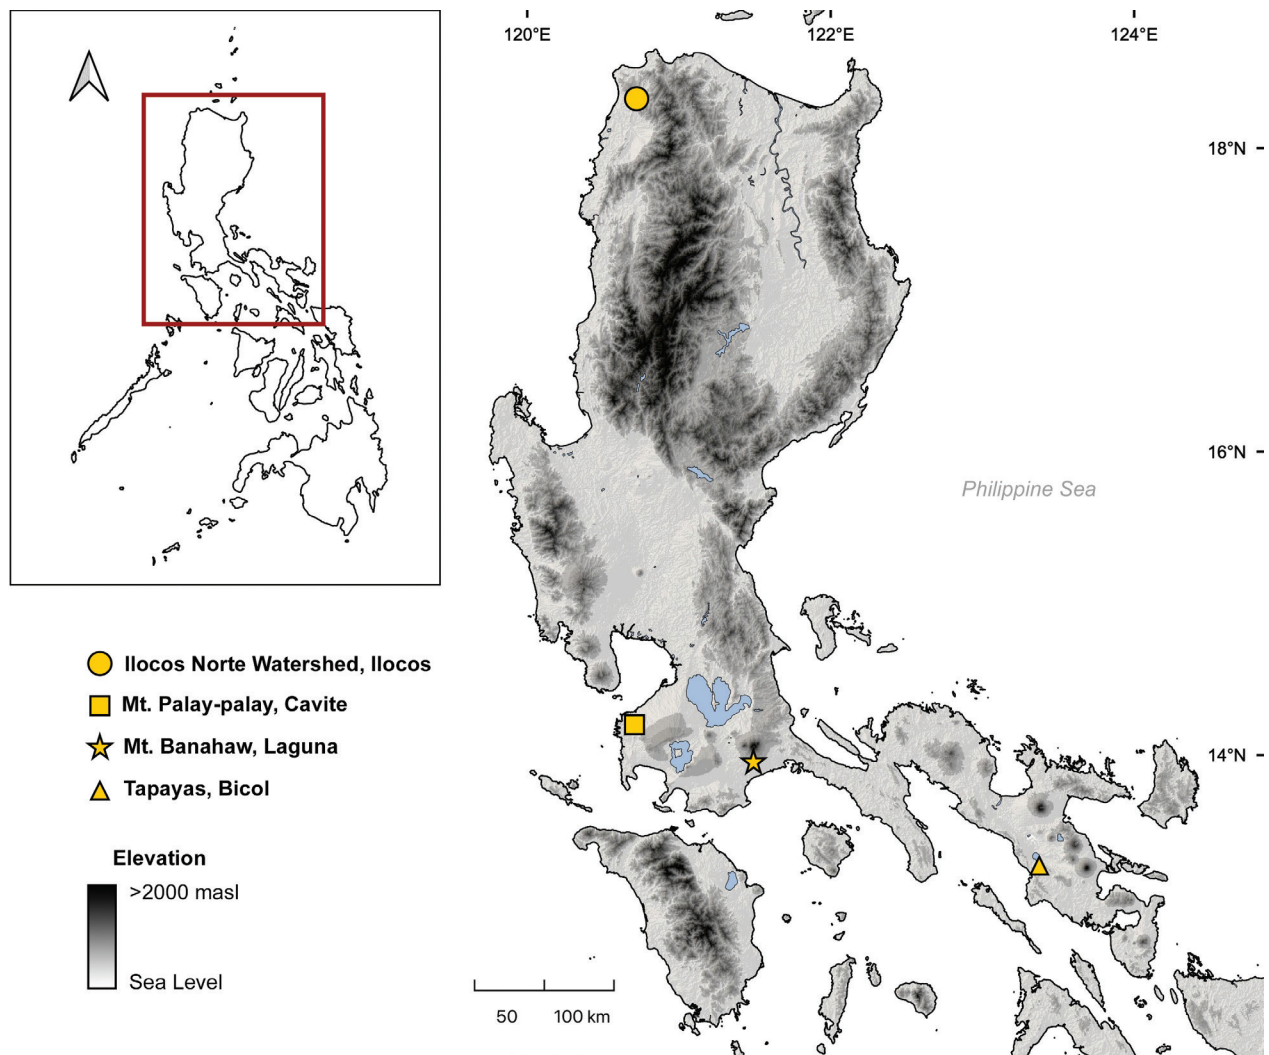 120°E
122°E
124°E
18°N
16°N
Philippine Sea
14°N
Ilocos Norte Watershed, Ilocos
Mt. Palay-palay, Cavite
Mt. Banahaw, Laguna
Tapayas, Bicol
Elevation
>2000 masl
Sea Level
50
100 km